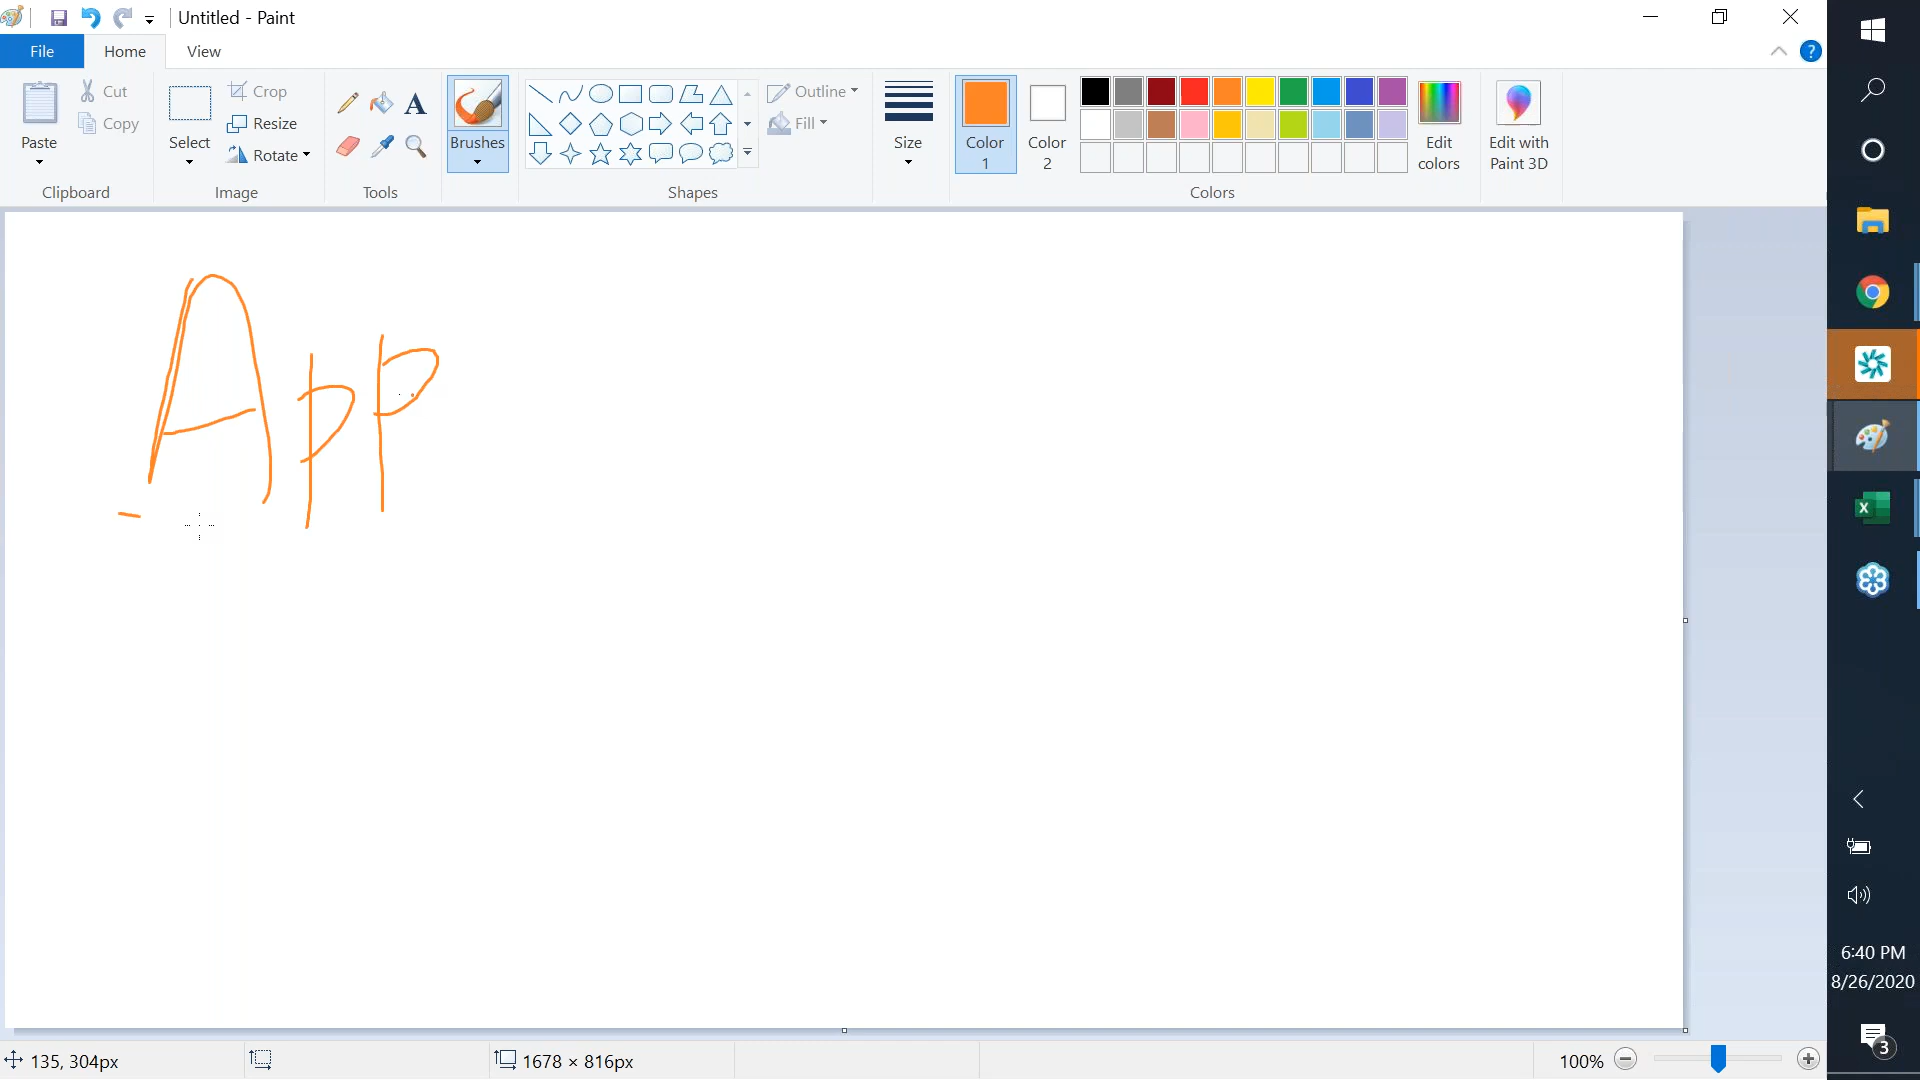 Untitled - Paint
File Home View
Paste
Cut
Copy
Clipboard
Select
Crop
Resize
Rotate
Image
A
Tools
Brushes
Shapes
Outline
Fill
Size
Color 1
Color 2
Edit colors
Colors
Edit with Paint 3D
?
App
X
6:40 PM
8/26/2020
3
135, 304px
1678 × 816px
100%